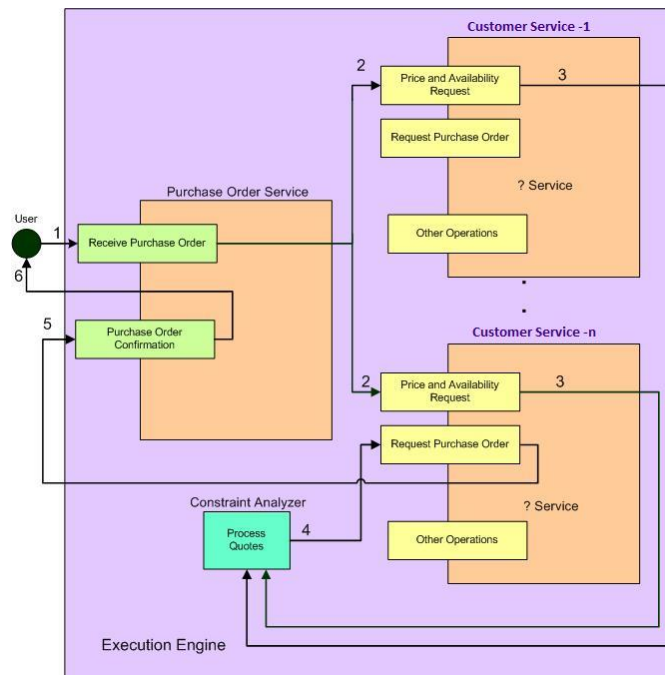 Customer Service -1
2
Price and Availability
Request
3
Request Purchase Order
Purchase Order Service
? Service
User
1
Receive Purchase Order
Other Operations
6
5
Purchase Order
Confirmation
Customer Service -n
2
Price and Availability
Request
3
Request Purchase Order
Constraint Analyzer
? Service
Process
Quotes
4
Other Operations
Execution Engine